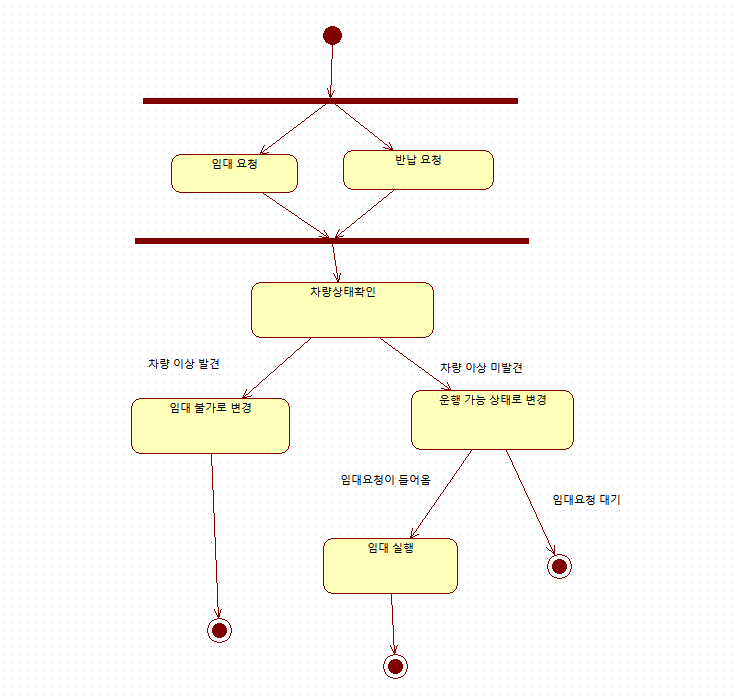 임대 요청
반납 요청
차량상태확인
차량 이상 발견
차량 이상 미발견
임대 불가로 변경
운행 가능 상태로 변경
임대요청이 들어옴
임대요청 대기
임대 실행